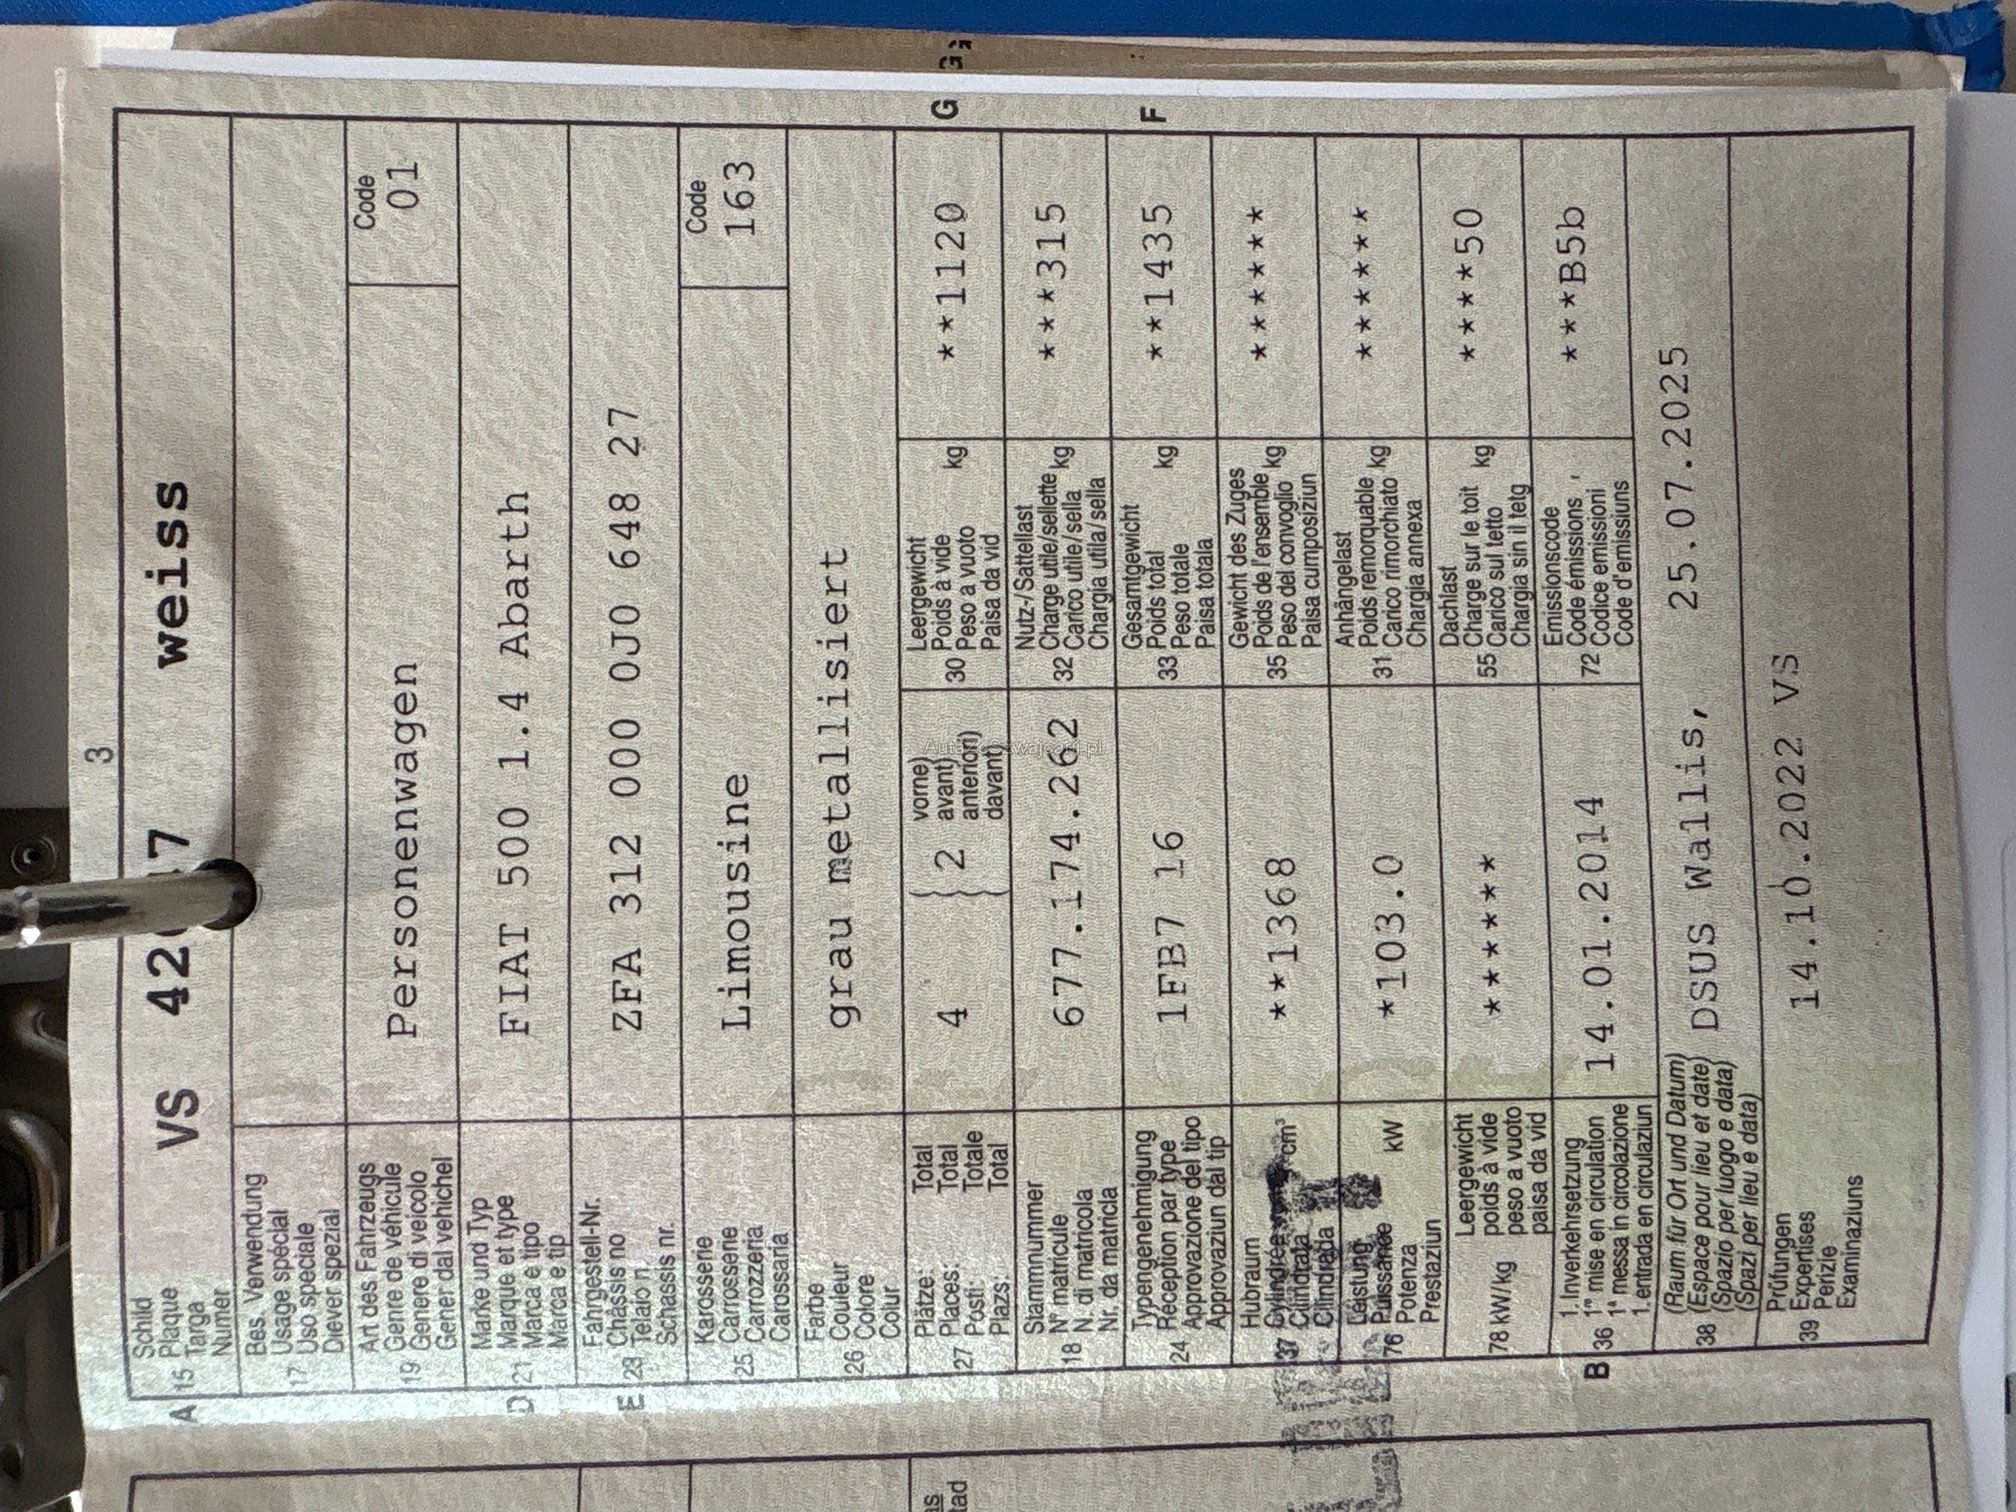 3
A 15 Schild
Plaque
Targa
Numer
VS 42 7 weiss
17 Bes. Verwendung
Usage spécial
Uso speciale
Diever spezial
19 Art des Fahrzeugs
Genre de véhicule
Genere di veicolo
Gener dal vehichel
Personenwagen
Code
01
D 21 Marke und Typ
Marque et type
Marca e tipo
Marca e tip
FIAT 500 1.4 Abarth
E 23 Fahrgestell-Nr.
Châssis no
Telaio n.
Schassis nr.
ZFA 312 000 0J0 648 27
25 Karosserie
Carrosserie
Carrozzeria
Carossaria
Limousine
Code
163
26 Farbe
Couleur
Colore
Colur
grau metallisiert
27 Plätze: Total
Places: Total
Posti: Totale
Plazs: Total
4
2
vorne)
avant)
anteriori)
davant)
30 Leergewicht
Poids à vide
Peso a vuoto
Paisa da vid
kg
**1120
G
18 Stammnummer
N° matricule
N. di matricola
Nr. da matricla
677.174.262
32 Nutz-/Sattellast
Charge utile/sellette
Carico utile/sella
Chargia utila/sella
kg
***315
24 Typengenehmigung
Réception par type
Approvazione del tipo
Approvaziun dal tip
1FB7 16
33 Gesamtgewicht
Poids total
Peso totale
Paisa totala
kg
**1435
F
37 Hubraum
Cylindrée
Cilindrata
Cilindrada
cm³
**1368
35 Gewicht des Zuges
Poids de l'ensemble
Peso del convoglio
Paisa cumposiziun
kg
*******
76 Leistung
Puissance
Potenza
Prestaziun
kW
*103.0
31 Anhängelast
Poids remorquable
Carico rimorchiato
Chargia annexa
kg
*******
78 kW/kg
Leergewicht
poids à vide
peso a vuoto
paisa da vid
******
55 Dachlast
Charge sur le toit
Carico sul tetto
Chargia sin il tetg
kg
*****50
B 36 1. Inverkehrsetzung
1re mise en circulation
1a messa in circolazione
1. entrada en circulaziun
14.01.2014
72 Emissionscode
Code émissions
Codice emissioni
Code d'emissiuns
***B5b
38 (Raum für Ort und Datum)
(Espace pour lieu et date)
(Spazio per luogo e data)
(Spazi per lieu e data)
DSUS Wallis, 25.07.2025
39 Prüfungen
Expertises
Perizie
Examinaziuns
14.10.2022 VS
AutazeSzwajcarii.pl